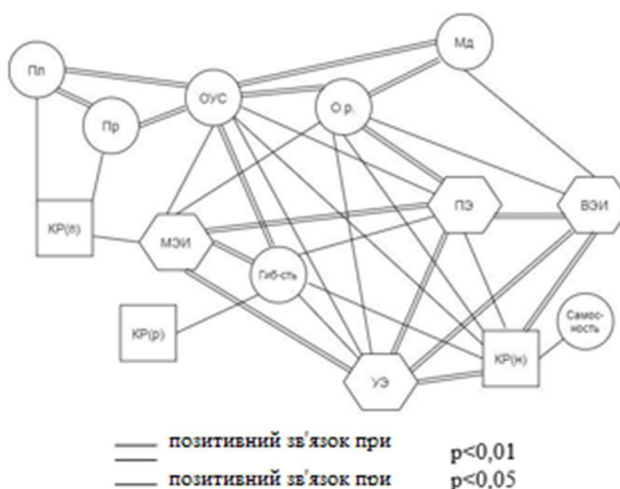 Мд
Пл
ОУС
О.р.
Пр
ПЭ
ВЭИ
КР(п)
МЭИ
Гиб-сть
Самос-
ность
КР(р)
КР(н)
УЭ
позитивний зв'язок при p<0,01
позитивний зв'язок при p<0,05